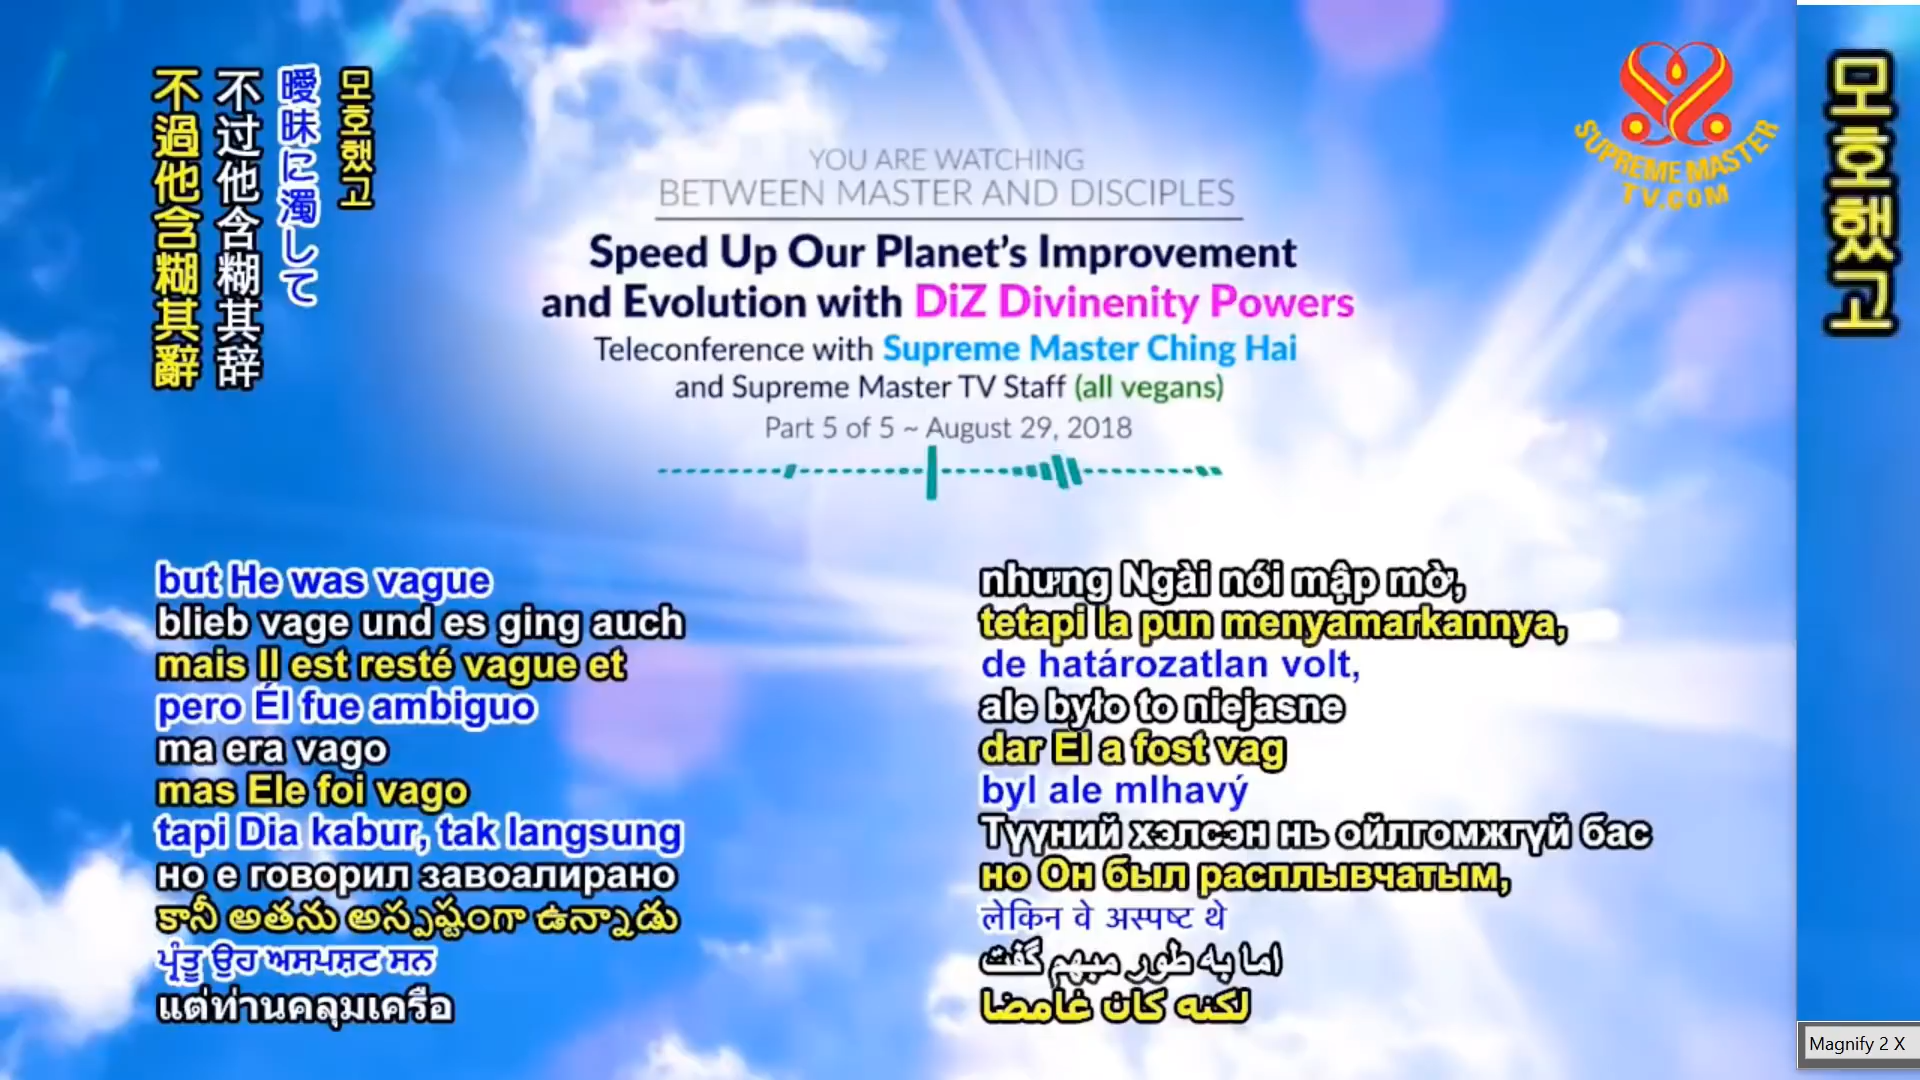 不過他含糊其辭
不过他含糊其辞
曖昧に濁して
모호했고
YOU ARE WATCHING
BETWEEN MASTER AND DISCIPLES
Speed Up Our Planet's Improvement
and Evolution with DiZ Divinenity Powers
Teleconference with Supreme Master Ching Hai
and Supreme Master TV Staff (all vegans)
Part 5 of 5 ~ August 29, 2018
SUPREME MASTER
TV.COM
모호했고
but He was vague
blieb vage und es ging auch
mais Il est resté vague et
pero Él fue ambiguo
ma era vago
mas Ele foi vago
tapi Dia kabur, tak langsung
но е говорил завоалирано
కానీ అతను అస్పష్టంగా ఉన్నాడు
ਪ੍ਰੰਤੂ ਉਹ ਅਸਪਸ਼ਟ ਸਨ
แต่ท่านคลุมเครือ
nhưng Ngài nói mập mờ,
tetapi Ia pun menyamarkannya,
de határozatlan volt,
ale było to niejasne
dar El a fost vag
byl ale mlhavý
Түүний хэлсэн нь ойлгомжгүй бас
но Он был расплывчатым,
लेकिन वे अस्पष्ट थे
اما به طور مبهم گفت
لكنه كان غامضا
Magnify 2 X